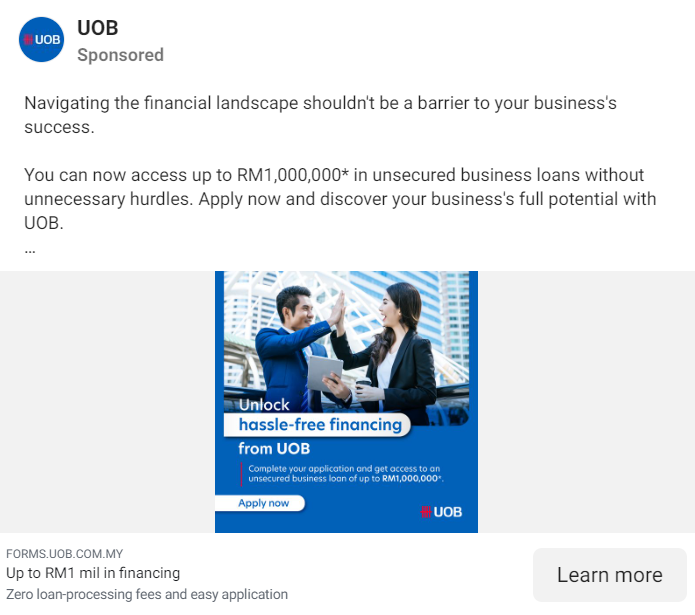 UOB
UOB
Sponsored
Navigating the financial landscape shouldn't be a barrier to your business's
success.
You can now access up to RM1,000,000* in unsecured business loans without
unnecessary hurdles. Apply now and discover your business's full potential with
UOB.
...
Unlock
hassle-free financing
from UOB
Complete your application and get access to an
unsecured business loan of up to RM1,000,000*.
Apply now
UOB
FORMS.UOB.COM.MY
Up to RM1 mil in financing
Zero loan-processing fees and easy application
Learn more